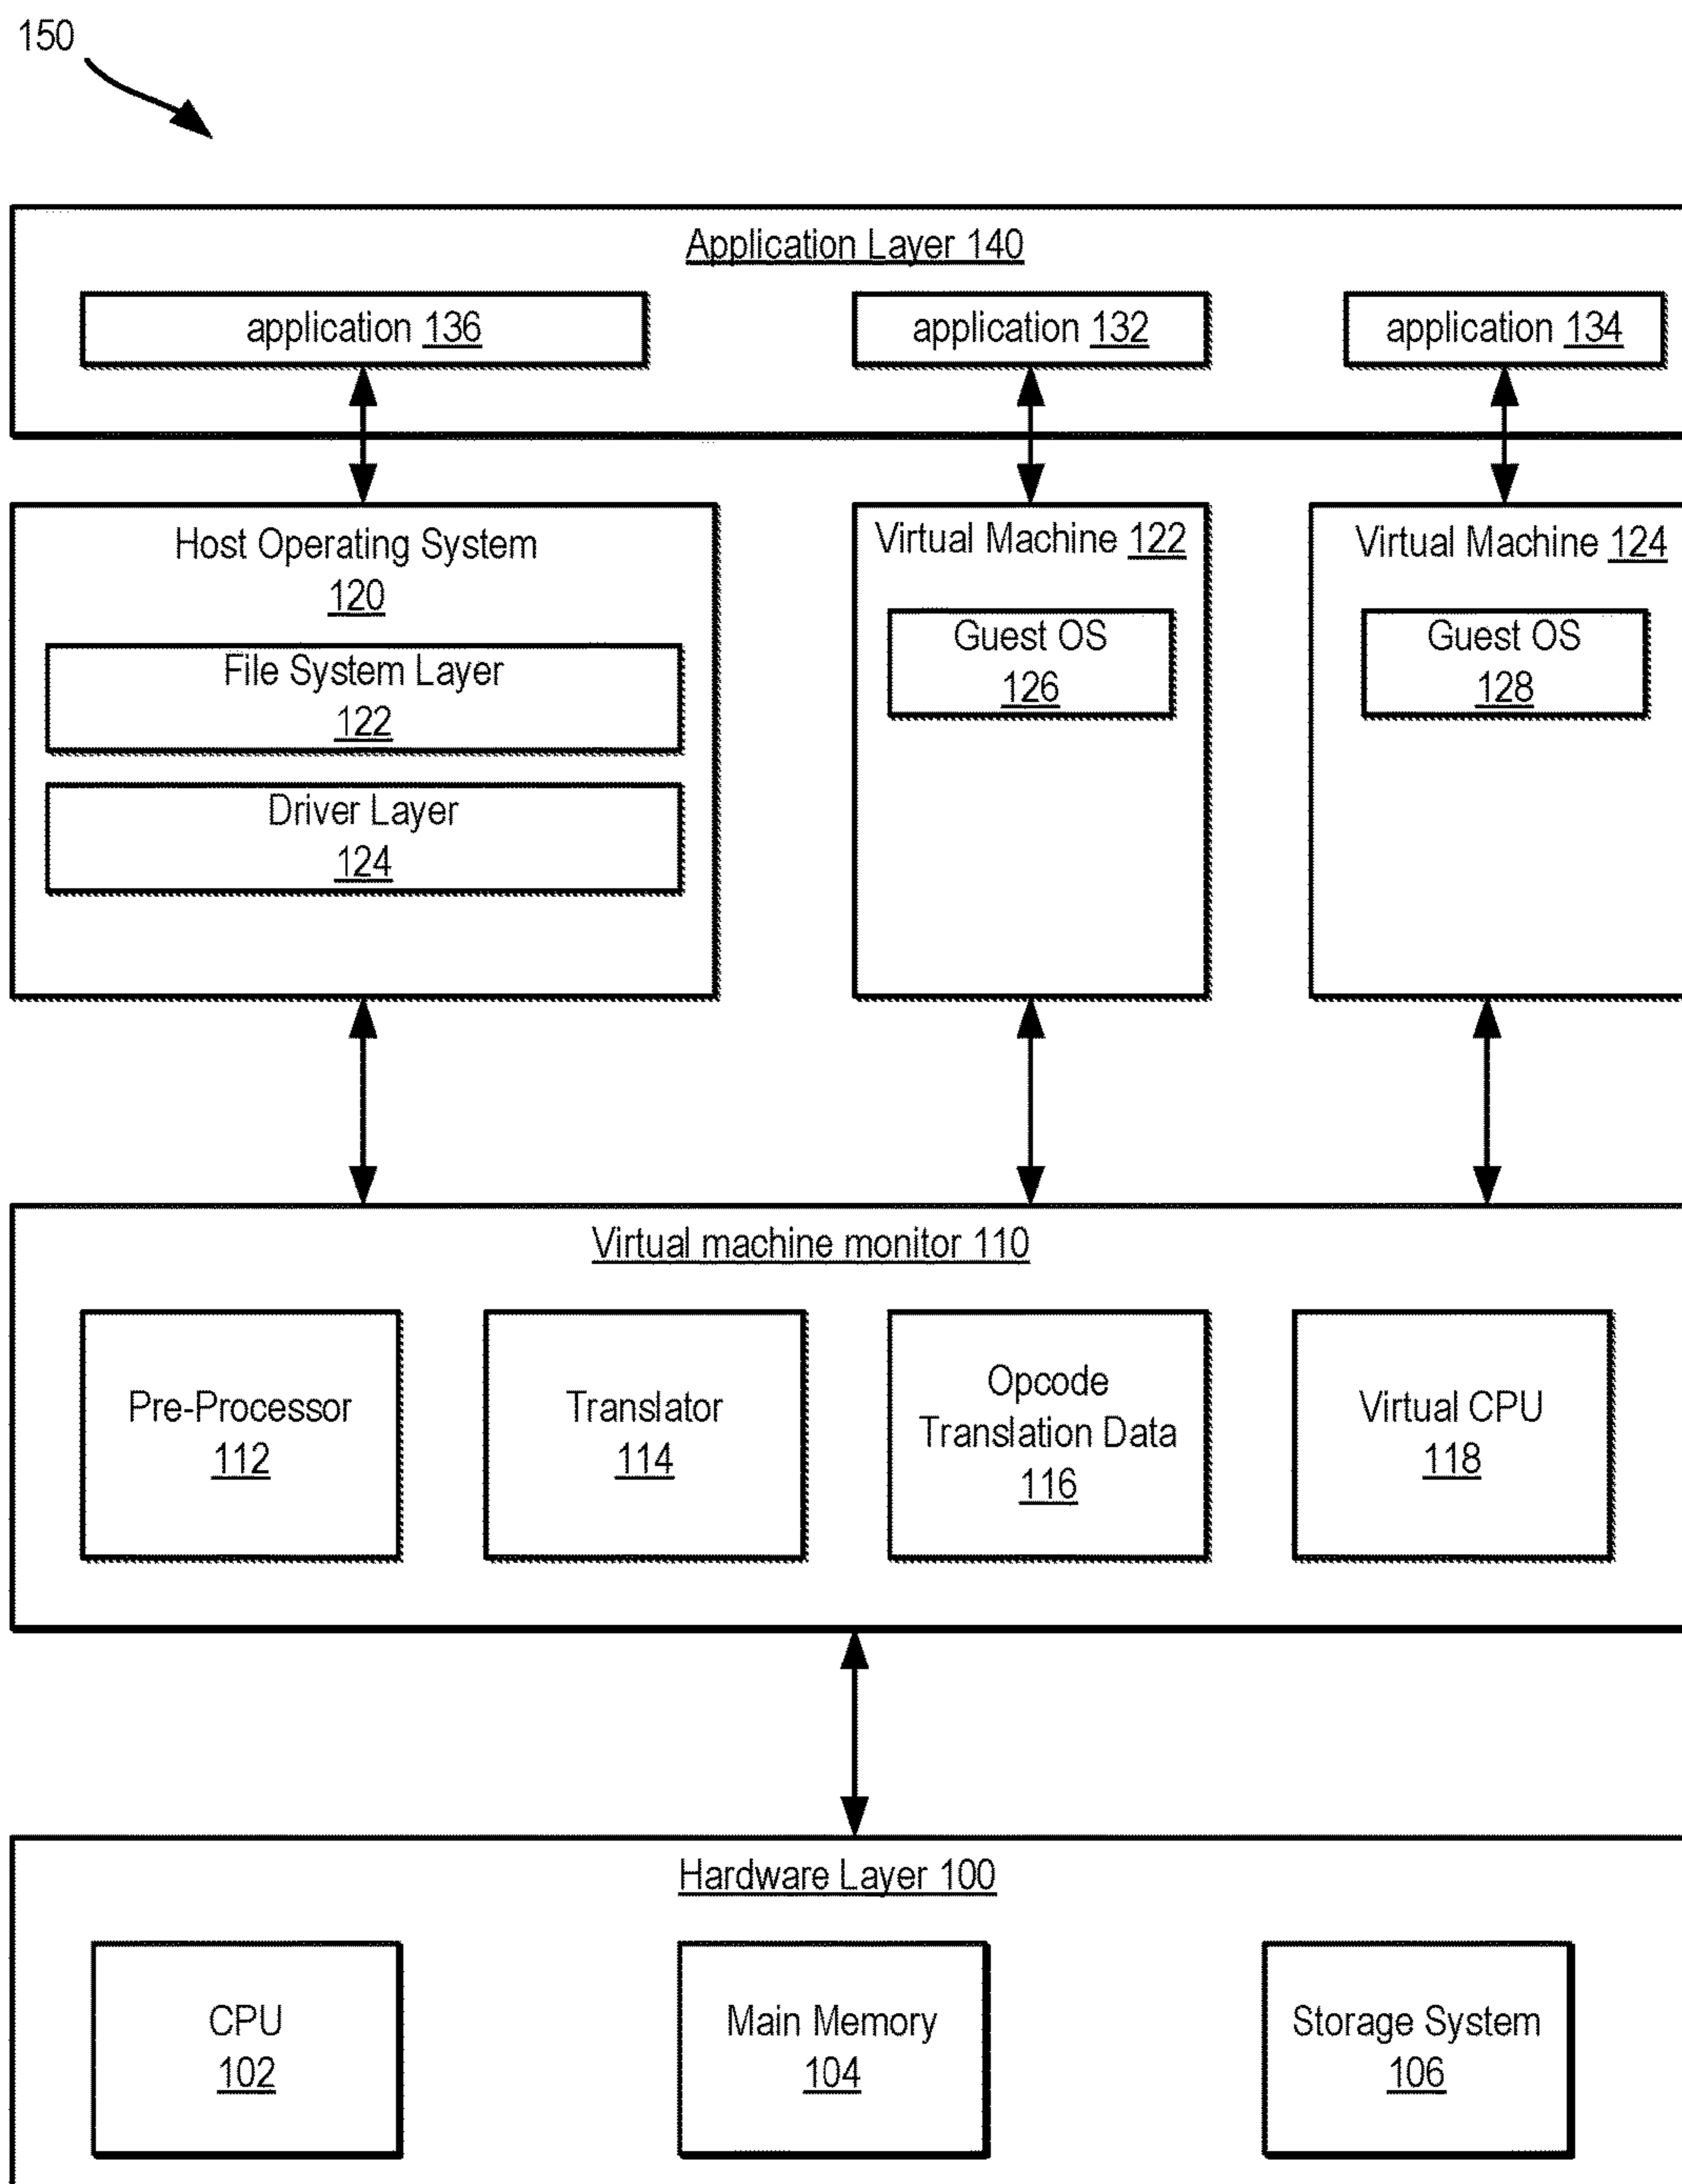 150
Application Layer 140
application 136
application 132
application 134
Host Operating System
120
File System Layer
122
Driver Layer
124
Virtual Machine 122
Guest OS
126
Virtual Machine 124
Guest OS
128
Virtual machine monitor 110
Pre-Processor
112
Translator
114
Opcode
Translation Data
116
Virtual CPU
118
Hardware Layer 100
CPU
102
Main Memory
104
Storage System
106